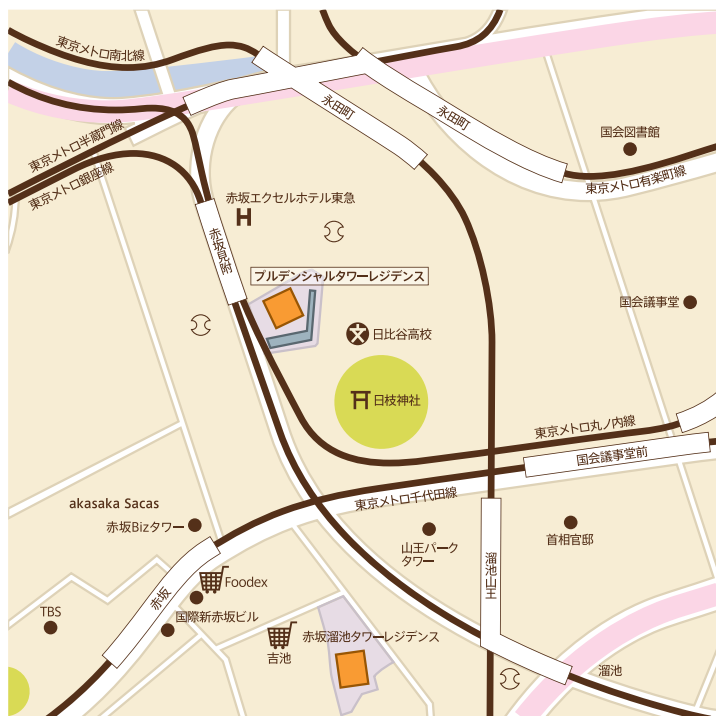 東京メトロ南北線
永田町
永田町
東京メトロ半蔵門線
国会図書館
東京メトロ銀座線
東京メトロ有楽町線
赤坂エクセルホテル東急
H
赤坂見附
プルデンシャルタワーレジデンス
国会議事堂
日比谷高校
文
日枝神社
東京メトロ丸ノ内線
国会議事堂前
東京メトロ千代田線
akasaka Sacas
赤坂Bizタワー
首相官邸
山王パーク
タワー
溜池山王
Foodex
赤坂
国際新赤坂ビル
TBS
赤坂溜池タワーレジデンス
吉池
溜池